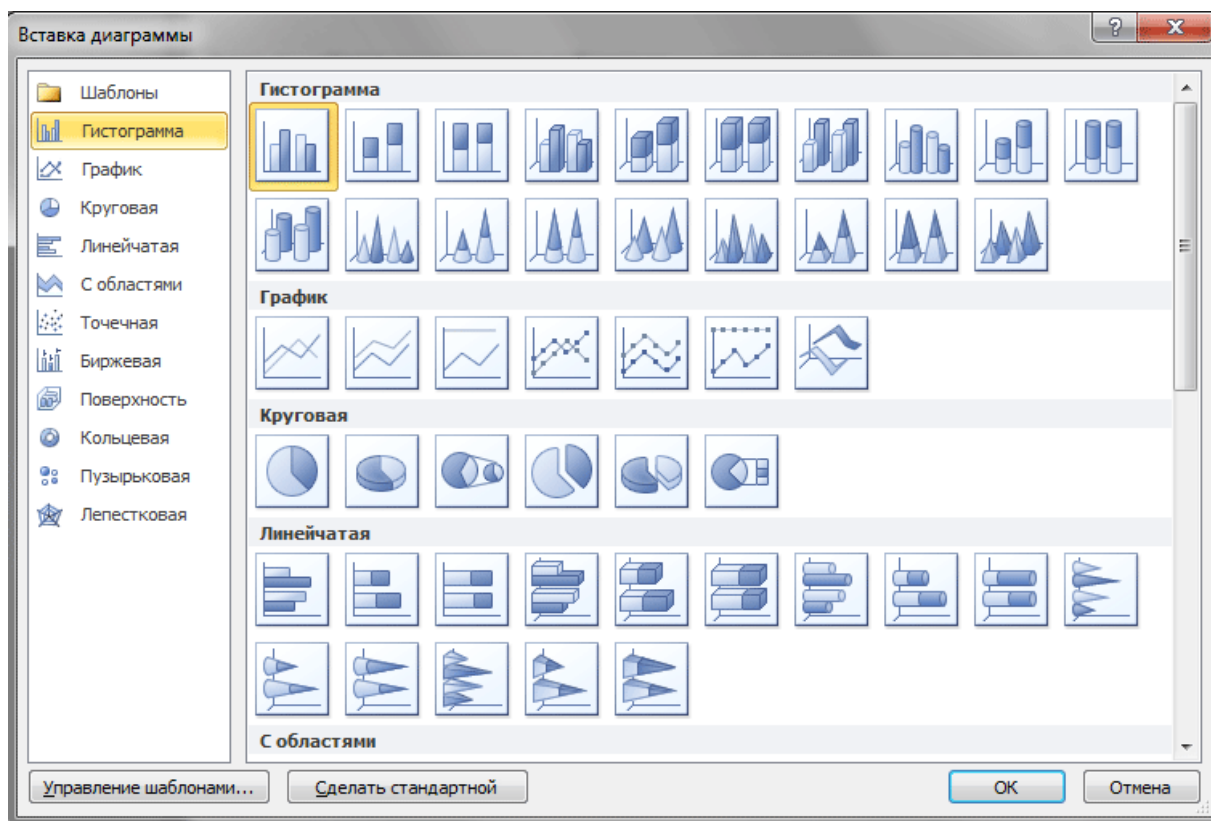 Вставка диаграммы
Шаблоны
Гистограмма
График
Круговая
Линейчатая
С областями
Точечная
Биржевая
Поверхность
Кольцевая
Пузырьковая
Лепестковая
Гистограмма
График
Круговая
Линейчатая
С областями
Управление шаблонами...
Сделать стандартной
ОК
Отмена